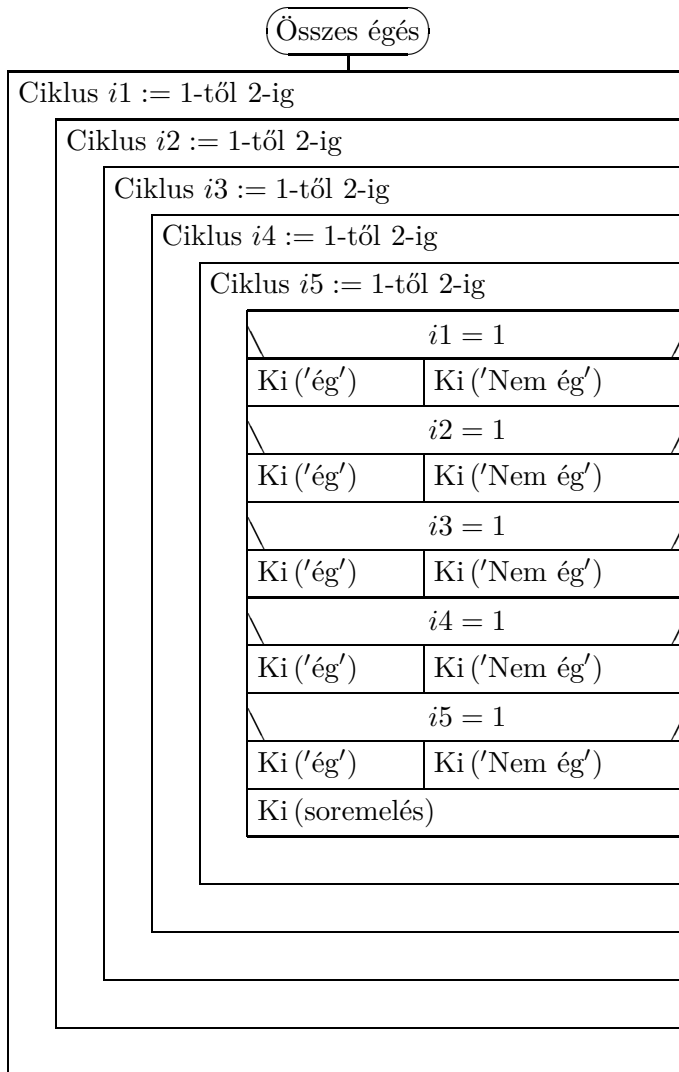 Összes égés
Ciklus i1 := 1-től 2-ig
Ciklus i2 := 1-től 2-ig
Ciklus i3 := 1-től 2-ig
Ciklus i4 := 1-től 2-ig
Ciklus i5 := 1-től 2-ig
i1 = 1
Ki (′ég′) Ki (′Nem ég′)
i2 = 1
Ki (′ég′) Ki (′Nem ég′)
i3 = 1
Ki (′ég′) Ki (′Nem ég′)
i4 = 1
Ki (′ég′) Ki (′Nem ég′)
i5 = 1
Ki (′ég′) Ki (′Nem ég′)
Ki (soremelés)